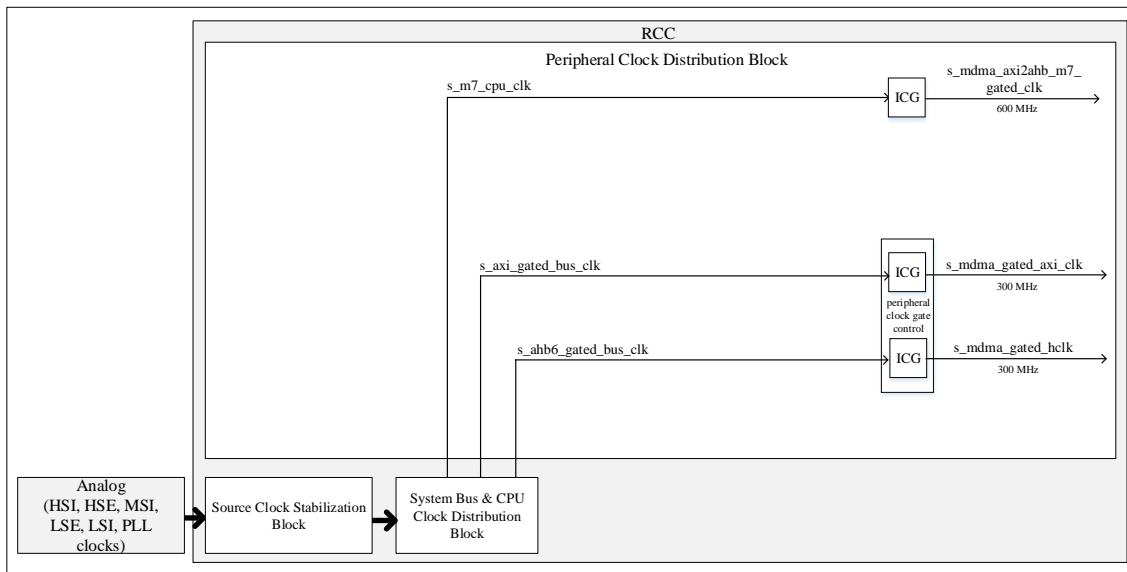 RCC
Peripheral Clock Distribution Block
s_m7_cpu_clk
ICG
s_mdma_axi2ahb_m7_
gated_clk
600 MHz
s_axi_gated_bus_clk
ICG
s_mdma_gated_axi_clk
300 MHz
peripheral
clock gate
control
s_ahb6_gated_bus_clk
ICG
s_mdma_gated_hclk
300 MHz
Analog
(HSI, HSE, MSI,
LSE, LSI, PLL
clocks)
Source Clock Stabilization
Block
System Bus & CPU
Clock Distribution
Block